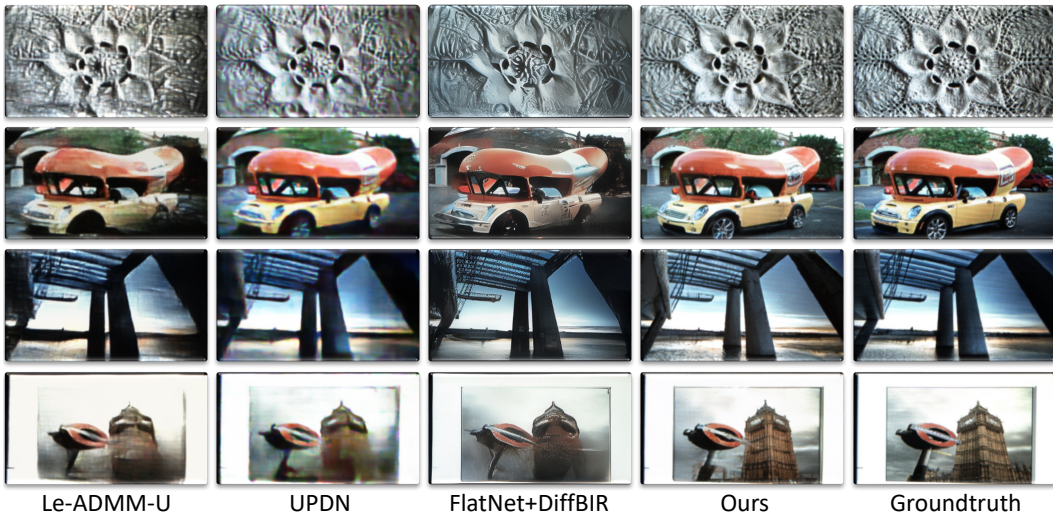 Le-ADMM-U
UPDN
FlatNet+DiffBIR
Ours
Groundtruth